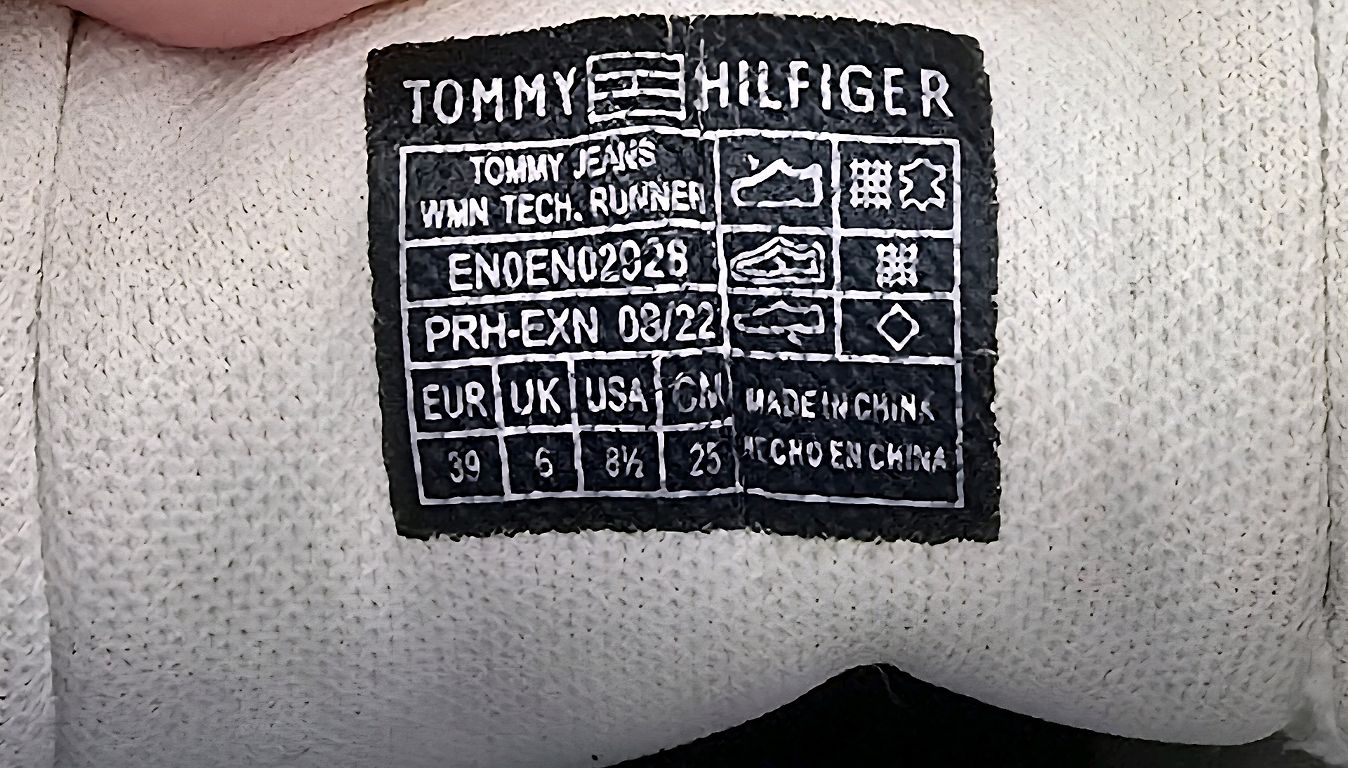 TOMMY HILFIGER
TOMMY JEANS
WMN TECH. RUNNER
EN0EN02028
PRH-EXN 08/22
EUR UK USA CN
39 6 8½ 25
MADE IN CHINA
HECHO EN CHINA